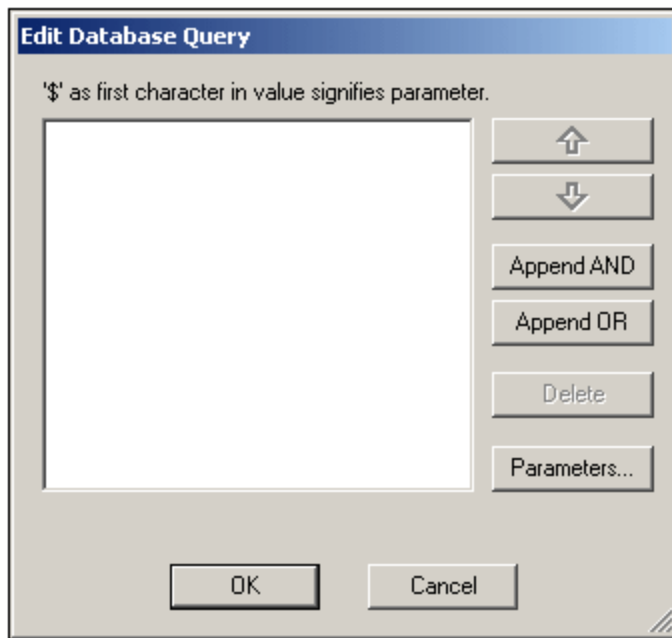 Edit Database Query
'$' as first character in value signifies parameter.
Append AND
Append OR
Delete
Parameters...
OK
Cancel